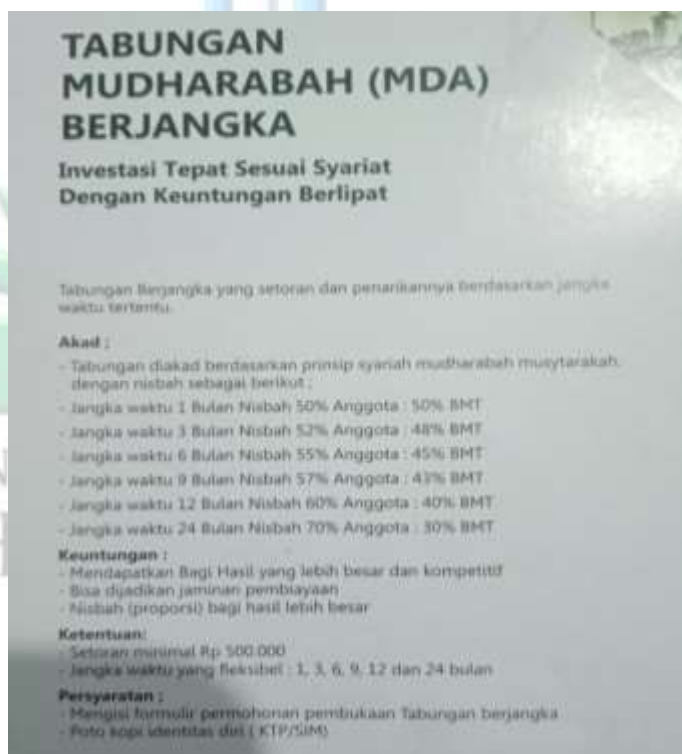 TABUNGAN
MUDHARABAH (MDA)
BERJANGKA
Investasi Tepat Sesuai Syariat
Dengan Keuntungan Berlipat
Tabungan Berjangka yang setoran dan penarikannya berdasarkan jangka
waktu tertentu.
Akad :
- Tabungan diakad berdasarkan prinsip syariah mudharabah musytarakah,
dengan nisbah sebagai berikut ;
- Jangka waktu 1 Bulan Nisbah 50% Anggota : 50% BMT
- Jangka waktu 3 Bulan Nisbah 52% Anggota : 48% BMT
- Jangka waktu 6 Bulan Nisbah 55% Anggota : 45% BMT
- Jangka waktu 9 Bulan Nisbah 57% Anggota : 43% BMT
- Jangka waktu 12 Bulan Nisbah 60% Anggota : 40% BMT
- Jangka waktu 24 Bulan Nisbah 70% Anggota : 30% BMT
Keuntungan :
- Mendapatkan Bagi Hasil yang lebih besar dan kompetitif
- Bisa dijadikan jaminan pembiayaan
- Nisbah (proporsi) bagi hasil lebih besar
Ketentuan:
- Setoran minimal Rp 500.000
- Jangka waktu yang fleksibel : 1, 3, 6, 9, 12 dan 24 bulan
Persyaratan :
- Mengisi formulir permohonan pembukaan Tabungan berjangka
- Foto kopi identitas diri ( KTP/SIM)